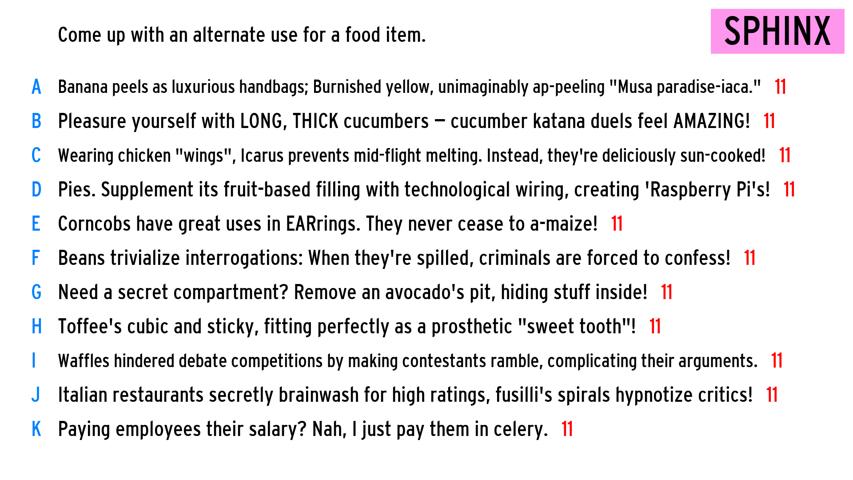 Come up with an alternate use for a food item.
SPHINX
A Banana peels as luxurious handbags; Burnished yellow, unimaginably ap-peeling "Musa paradise-iaca." 11
B Pleasure yourself with LONG, THICK cucumbers – cucumber katana duels feel AMAZING! 11
C Wearing chicken "wings", Icarus prevents mid-flight melting. Instead, they're deliciously sun-cooked! 11
D Pies. Supplement its fruit-based filling with technological wiring, creating 'Raspberry Pi's! 11
E Corncobs have great uses in EARrings. They never cease to a-maize! 11
F Beans trivialize interrogations: When they're spilled, criminals are forced to confess! 11
G Need a secret compartment? Remove an avocado's pit, hiding stuff inside! 11
H Toffee's cubic and sticky, fitting perfectly as a prosthetic "sweet tooth"! 11
I Waffles hindered debate competitions by making contestants ramble, complicating their arguments. 11
J Italian restaurants secretly brainwash for high ratings, fusilli's spirals hypnotize critics! 11
K Paying employees their salary? Nah, I just pay them in celery. 11